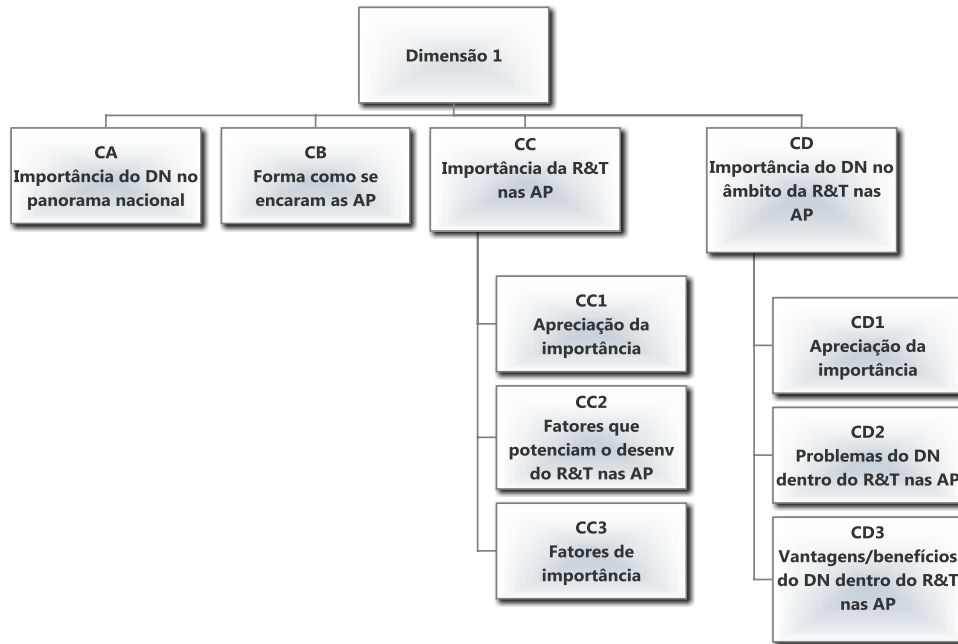 Dimensão 1
CA
Importância do DN no
panorama nacional
CB
Forma como se
encaram as AP
CC
Importância da R&T
nas AP
CD
Importância do DN no
âmbito da R&T nas
AP
CC1
Apreciação da
importância
CC2
Fatores que
potenciam o desenv
do R&T nas AP
CC3
Fatores de
importância
CD1
Apreciação da
importância
CD2
Problemas do DN
dentro do R&T nas AP
CD3
Vantagens/benefícios
do DN dentro do R&T
nas AP